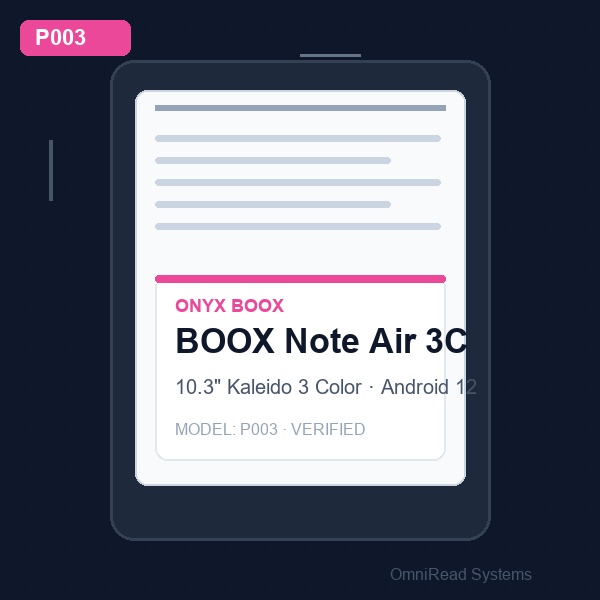 P003
ONYX BOOX
BOOX Note Air 3C
10.3" Kaleido 3 Color · Android 12
MODEL: P003 · VERIFIED
OmniRead Systems